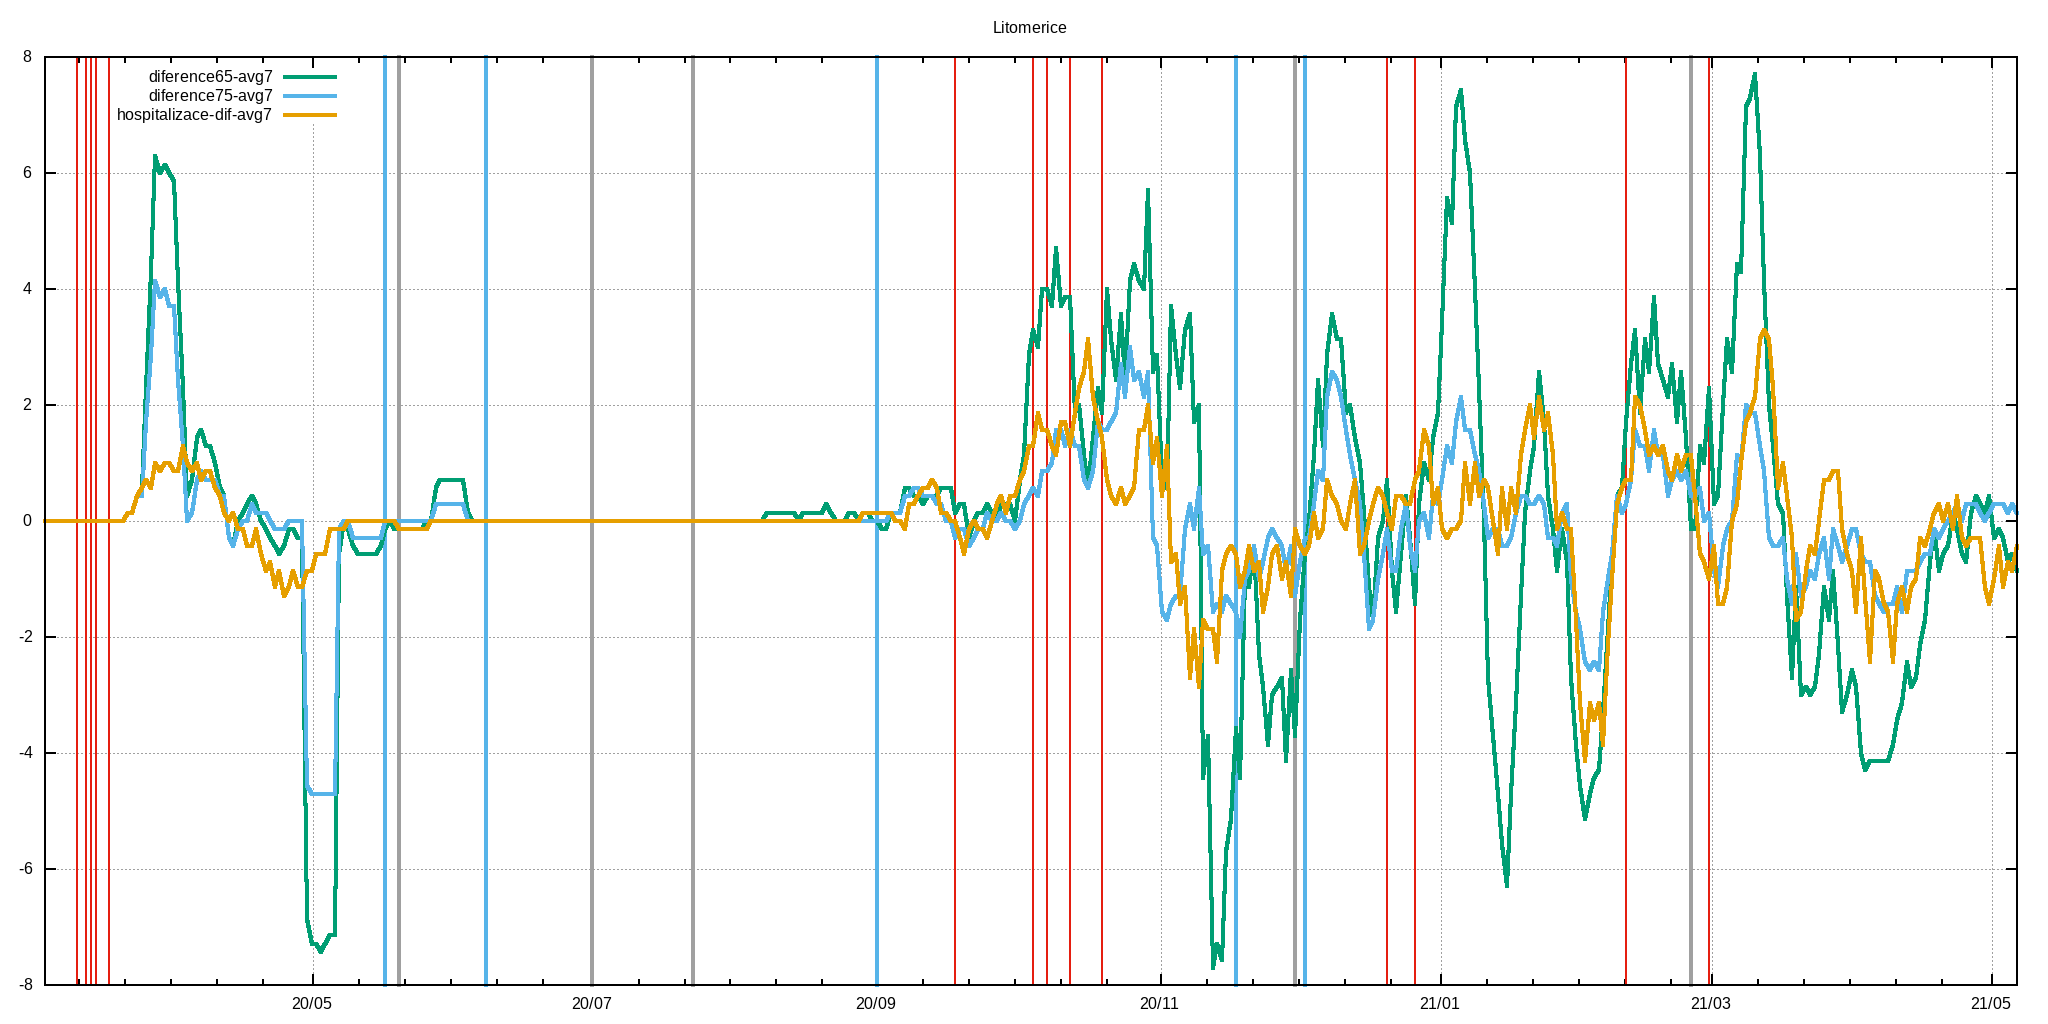 Litomerice
diference65-avg7
diference75-avg7
hospitalizace-dif-avg7
8
6
4
2
0
-2
-4
-6
-8
20/05 20/07 20/09 20/11 21/01 21/03 21/05